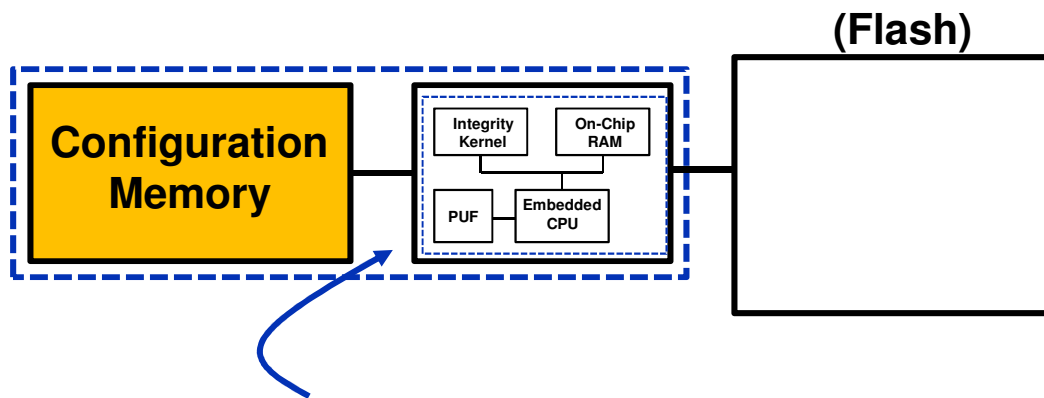 (Flash)
Configuration
Memory
Integrity
Kernel
On-Chip
RAM
PUF
Embedded
CPU